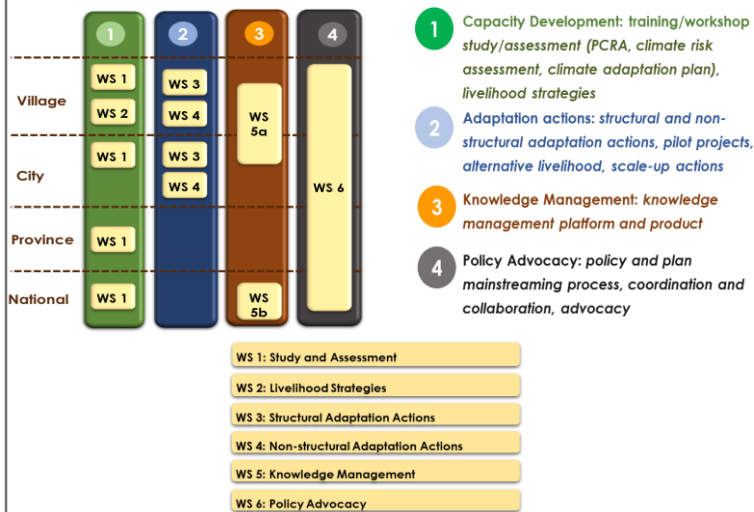 1
2
3
4
Village
City
Province
National
WS 1
WS 2
WS 1
WS 1
WS 1
WS 3
WS 4
WS 3
WS 4
WS
5a
WS
5b
WS 6
1
Capacity Development: training/workshop
study/assessment (PCRA, climate risk
assessment, climate adaptation plan),
livelihood strategies
2
Adaptation actions: structural and non-
structural adaptation actions, pilot projects,
alternative livelihood, scale-up actions
3
Knowledge Management: knowledge
management platform and product
4
Policy Advocacy: policy and plan
mainstreaming process, coordination and
collaboration, advocacy
WS 1: Study and Assessment
WS 2: Livelihood Strategies
WS 3: Structural Adaptation Actions
WS 4: Non-structural Adaptation Actions
WS 5: Knowledge Management
WS 6: Policy Advocacy